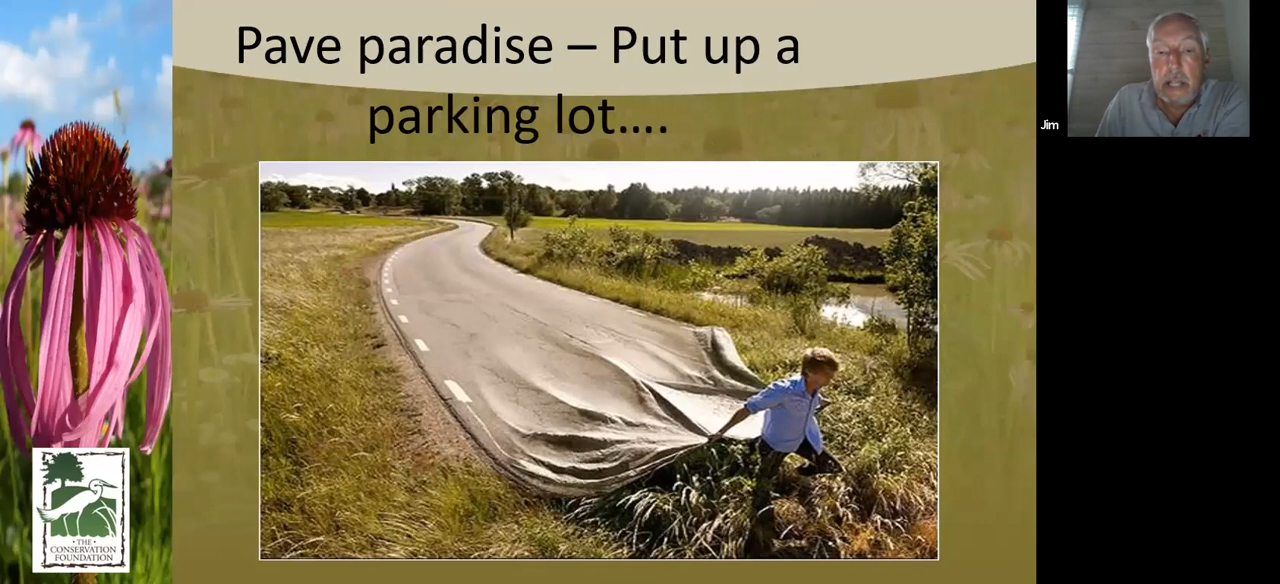 Pave paradise – Put up a
parking lot....
Jim
• THE •
CONSERVATION
FOUNDATION